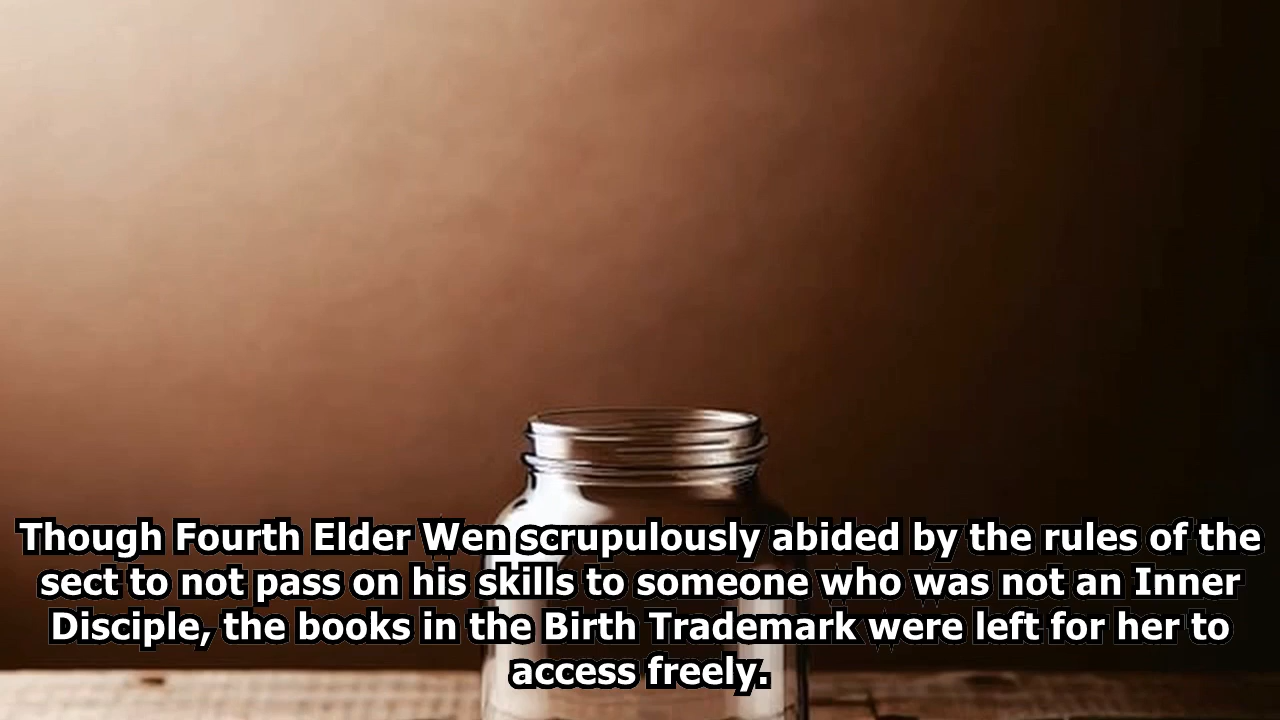 Though Fourth Elder Wen scrupulously abided by the rules of the
sect to not pass on his skills to someone who was not an Inner
Disciple, the books in the Birth Trademark were left for her to
access freely.